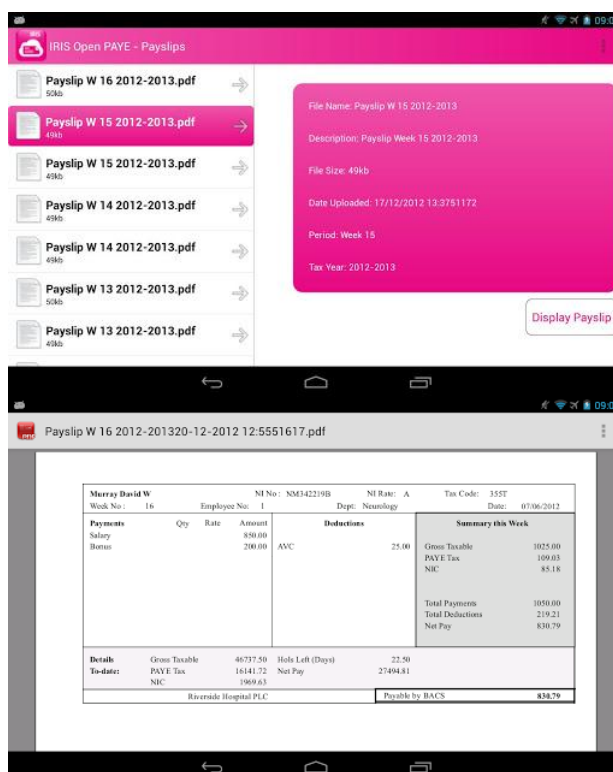 09:0
IRIS
IRIS Open PAYE - Payslips
Payslip W 16 2012-2013.pdf
50kb
Payslip W 15 2012-2013.pdf
49kb
Payslip W 15 2012-2013.pdf
49kb
Payslip W 14 2012-2013.pdf
49kb
Payslip W 14 2012-2013.pdf
49kb
Payslip W 13 2012-2013.pdf
50kb
Payslip W 13 2012-2013.pdf
49kb
File Name: Payslip W 15 2012-2013
Description: Payslip Week 15 2012-2013
File Size: 49kb
Date Uploaded: 17/12/2012 13:3751172
Period: Week 15
Tax Year: 2012-2013
Display Payslip
09:0
Payslip W 16 2012-201320-12-2012 12:5551617.pdf
Murray David W NI No: NM342219B NI Rate: A Tax Code: 355T
Week No: 16 Employee No: 1 Dept: Neurology Date: 07/06/2012
Payments Qty Rate Amount Deductions Summary this Week
Salary 850.00
Bonus 200.00 AVC 25.00 Gross Taxable 1025.00
PAYE Tax 109.03
NIC 85.18
Total Payments 1050.00
Total Deductions 219.21
Net Pay 830.79
Details Gross Taxable 46737.50 Hols Left (Days) 22.50
To-date: PAYE Tax 16141.72 Net Pay 27494.81
NIC 1969.63
Riverside Hospital PLC Payable by BACS 830.79